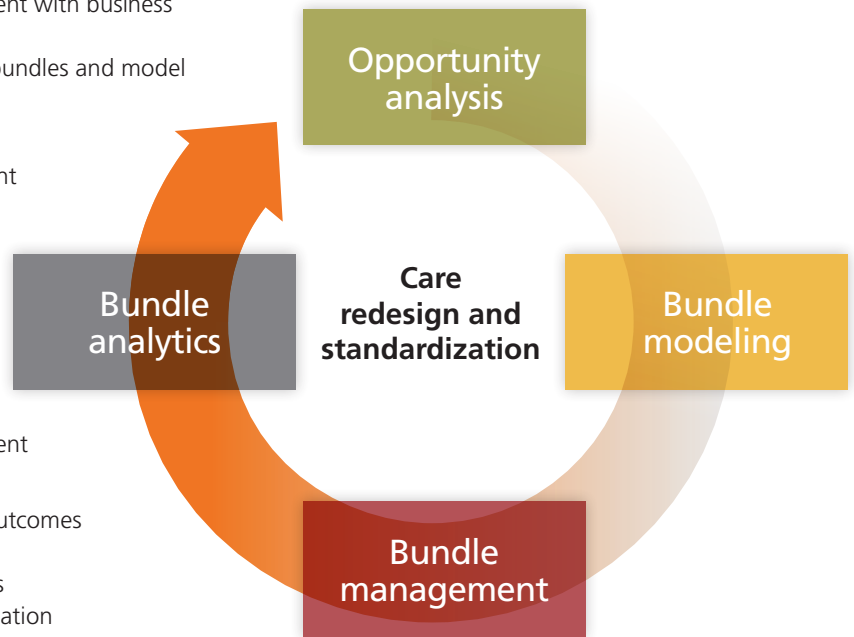 ent with business
bundles and model
nt
ent
utcomes
s
ation
Opportunity
analysis
Bundle
analytics
Care
redesign and
standardization
Bundle
modeling
Bundle
management